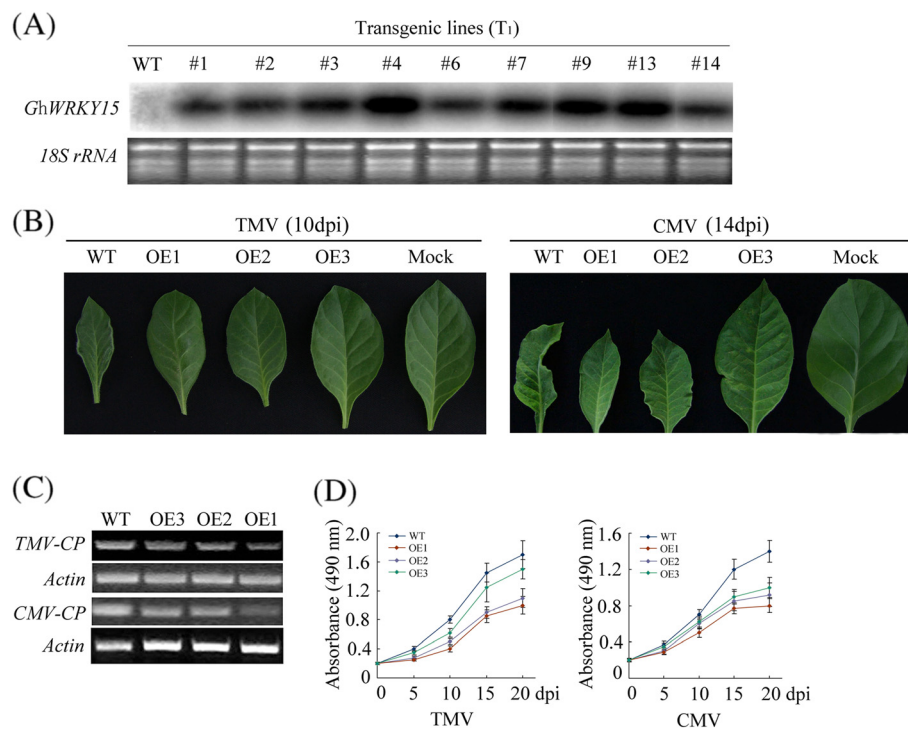 (A)
Transgenic lines (T1)
WT #1 #2 #3 #4 #6 #7 #9 #13 #14
GhWRKY15
18S rRNA
(B)
TMV (10dpi)
WT OE1 OE2 OE3 Mock
CMV (14dpi)
WT OE1 OE2 OE3 Mock
(C)
WT OE3 OE2 OE1
TMV-CP
Actin
CMV-CP
Actin
(D)
Absorbance (490 nm)
2.0
1.6
1.2
0.8
0.4
0
WT
OE1
OE2
OE3
0 5 10 15 20 dpi
TMV
Absorbance (490 nm)
1.6
1.2
0.8
0.4
0
WT
OE1
OE2
OE3
0 5 10 15 20 dpi
CMV